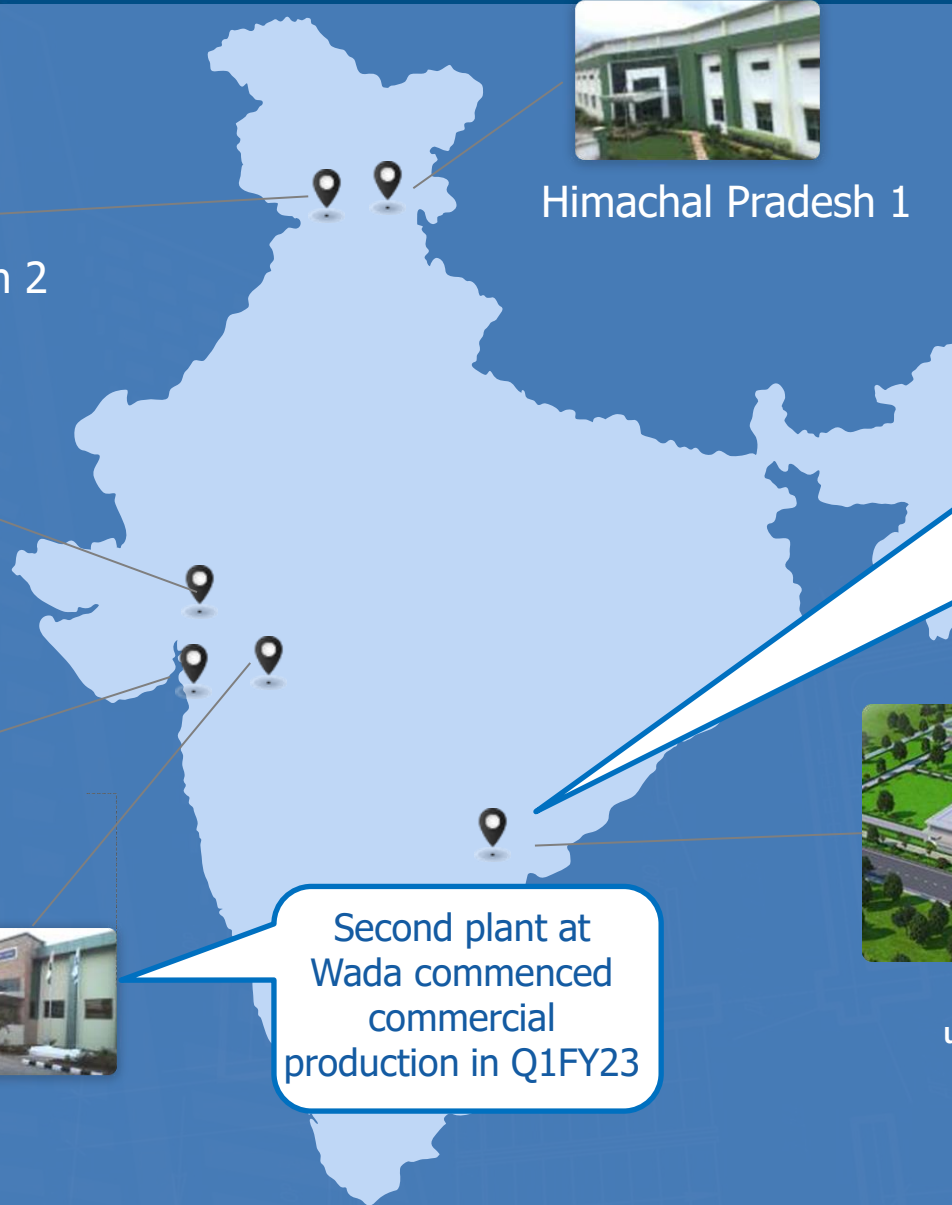 Himachal Pradesh 1
2
Second plant at
Wada commenced
commercial
production in Q1FY23